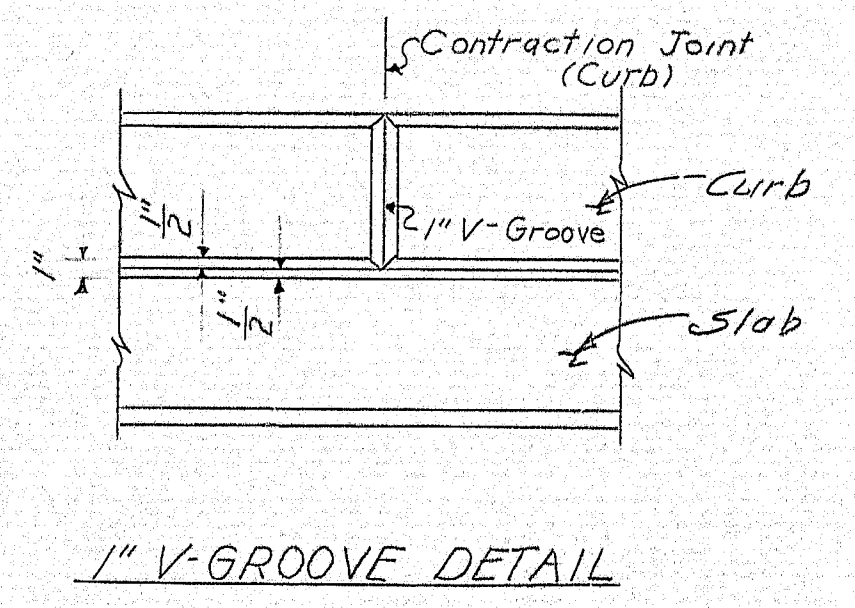 Contraction Joint
(Curb)
Curb
1"
2
1" V-Groove
1"
1"
2
Slab
1" V-GROOVE DETAIL